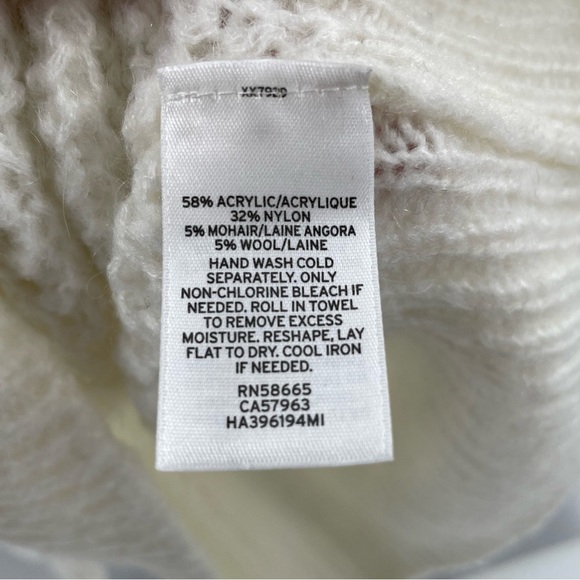 XX7929
58% ACRYLIC/ACRYLIQUE
32% NYLON
5% MOHAIR/LAINE ANGORA
5% WOOL/LAINE
HAND WASH COLD
SEPARATELY. ONLY
NON-CHLORINE BLEACH IF
NEEDED. ROLL IN TOWEL
TO REMOVE EXCESS
MOISTURE. RESHAPE, LAY
FLAT TO DRY. COOL IRON
IF NEEDED.
RN58665
CA57963
HA396194MI